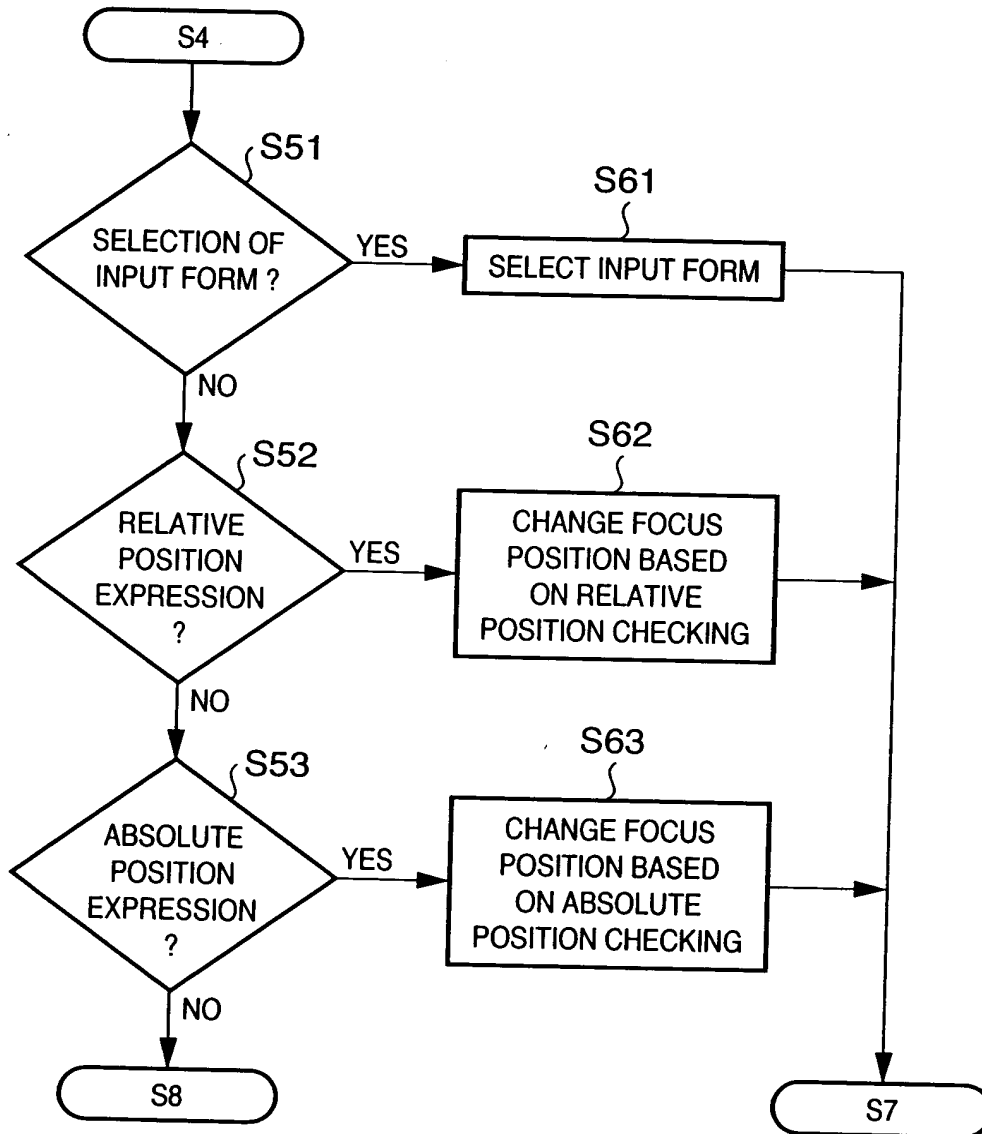 S4
S51
SELECTION OF
INPUT FORM ?
YES
S61
SELECT INPUT FORM
NO
S52
RELATIVE
POSITION
EXPRESSION
?
YES
S62
CHANGE FOCUS
POSITION BASED
ON RELATIVE
POSITION CHECKING
NO
S53
ABSOLUTE
POSITION
EXPRESSION
?
YES
S63
CHANGE FOCUS
POSITION BASED
ON ABSOLUTE
POSITION CHECKING
NO
S8
S7